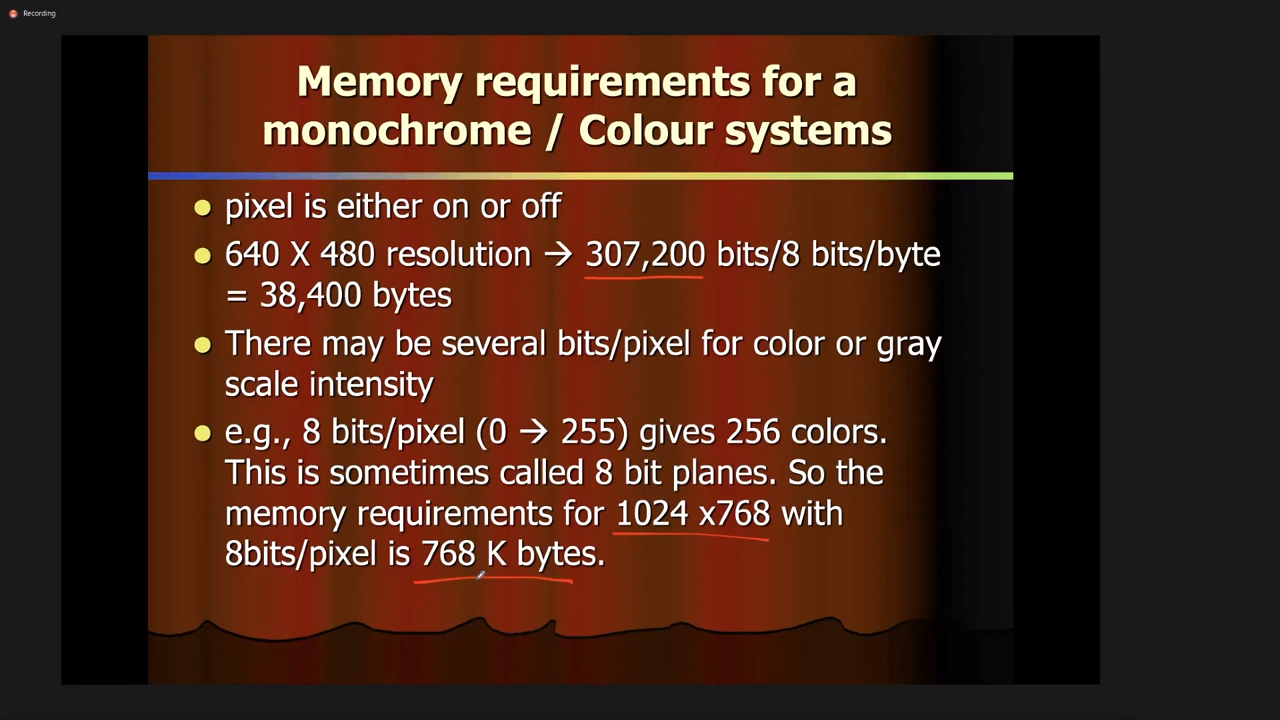 Recording
Memory requirements for a
monochrome / Colour systems
pixel is either on or off
640 X 480 resolution → 307,200 bits/8 bits/byte
= 38,400 bytes
There may be several bits/pixel for color or gray
scale intensity
e.g., 8 bits/pixel (0 → 255) gives 256 colors.
This is sometimes called 8 bit planes. So the
memory requirements for 1024 x768 with
8bits/pixel is 768 K bytes.